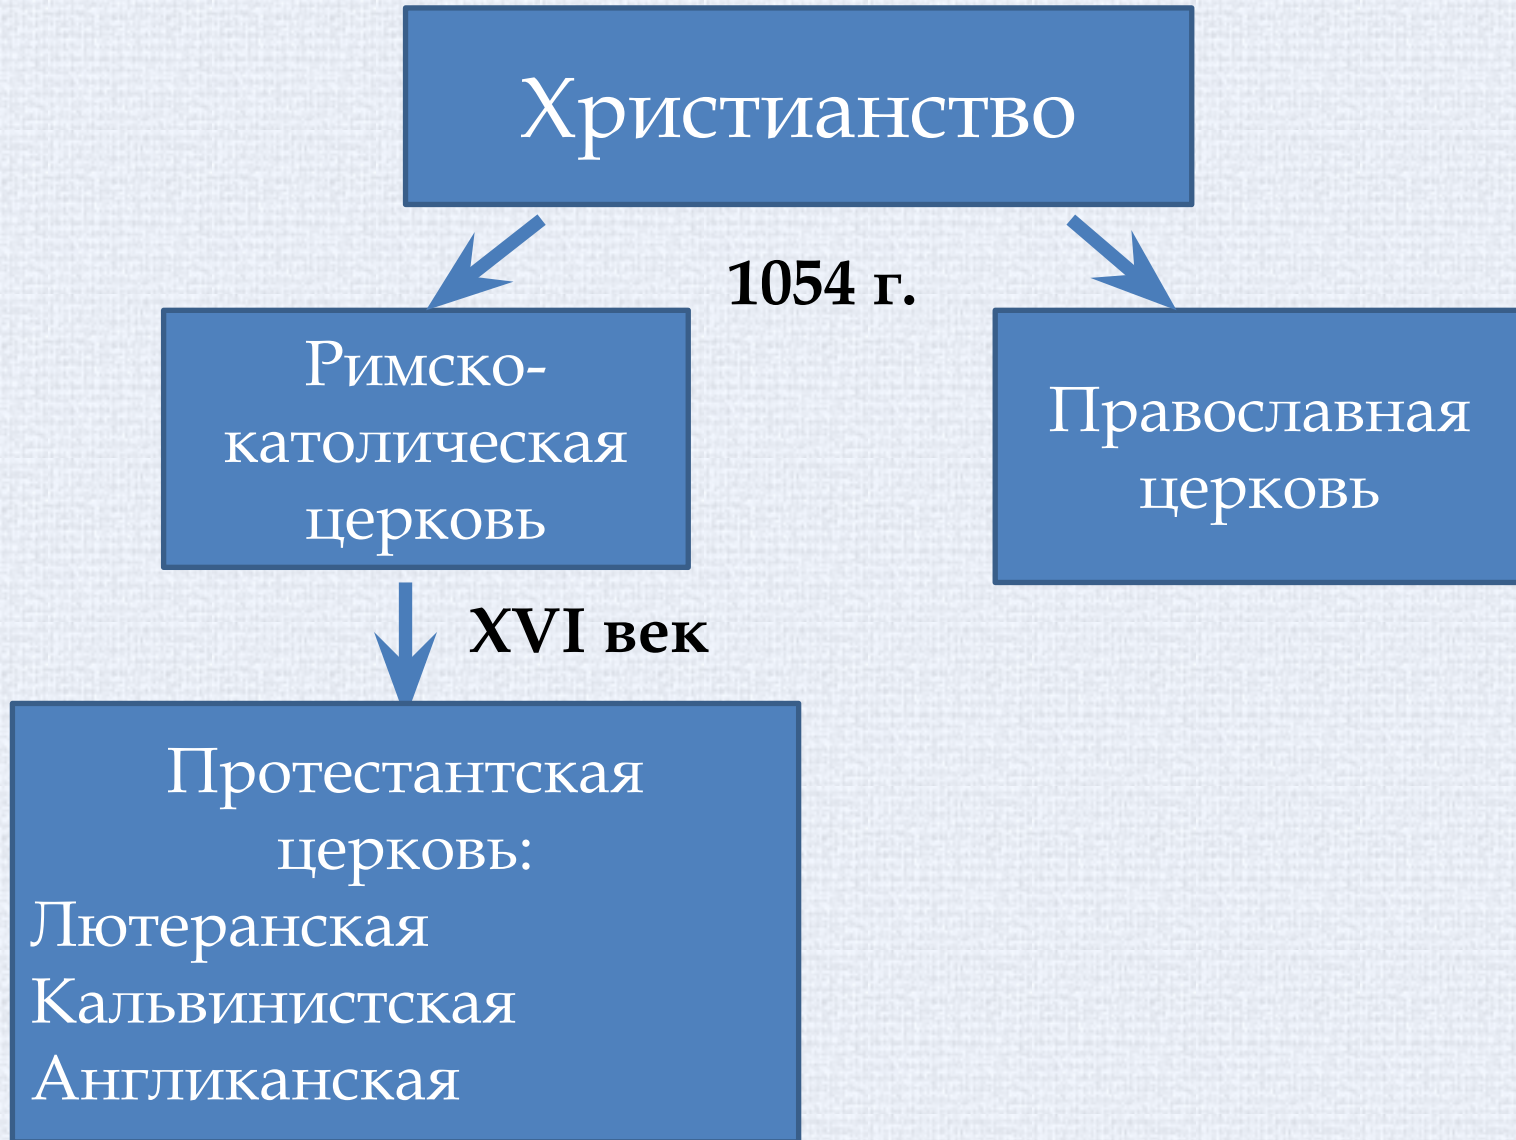 Христианство
1054 г.
Римско-
католическая
церковь
Православная
церковь
XVI век
Протестантская
церковь:
Лютеранская
Кальвинистская
Англиканская